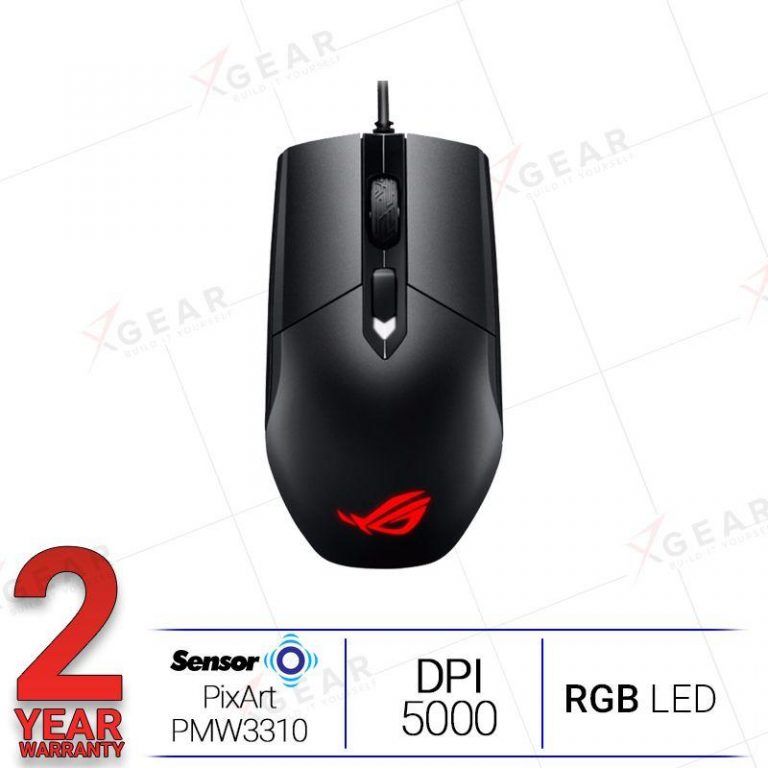 XGEAR
BUILD IT YOURSELF
XGEAR
BUILD IT YOURSELF
XGEAR
BUILD IT YOURSELF
XGEAR
BUILD IT YOURSELF
2
YEAR
WARRANTY
Sensor
PixArt
PMW3310
DPI
5000
RGB LED